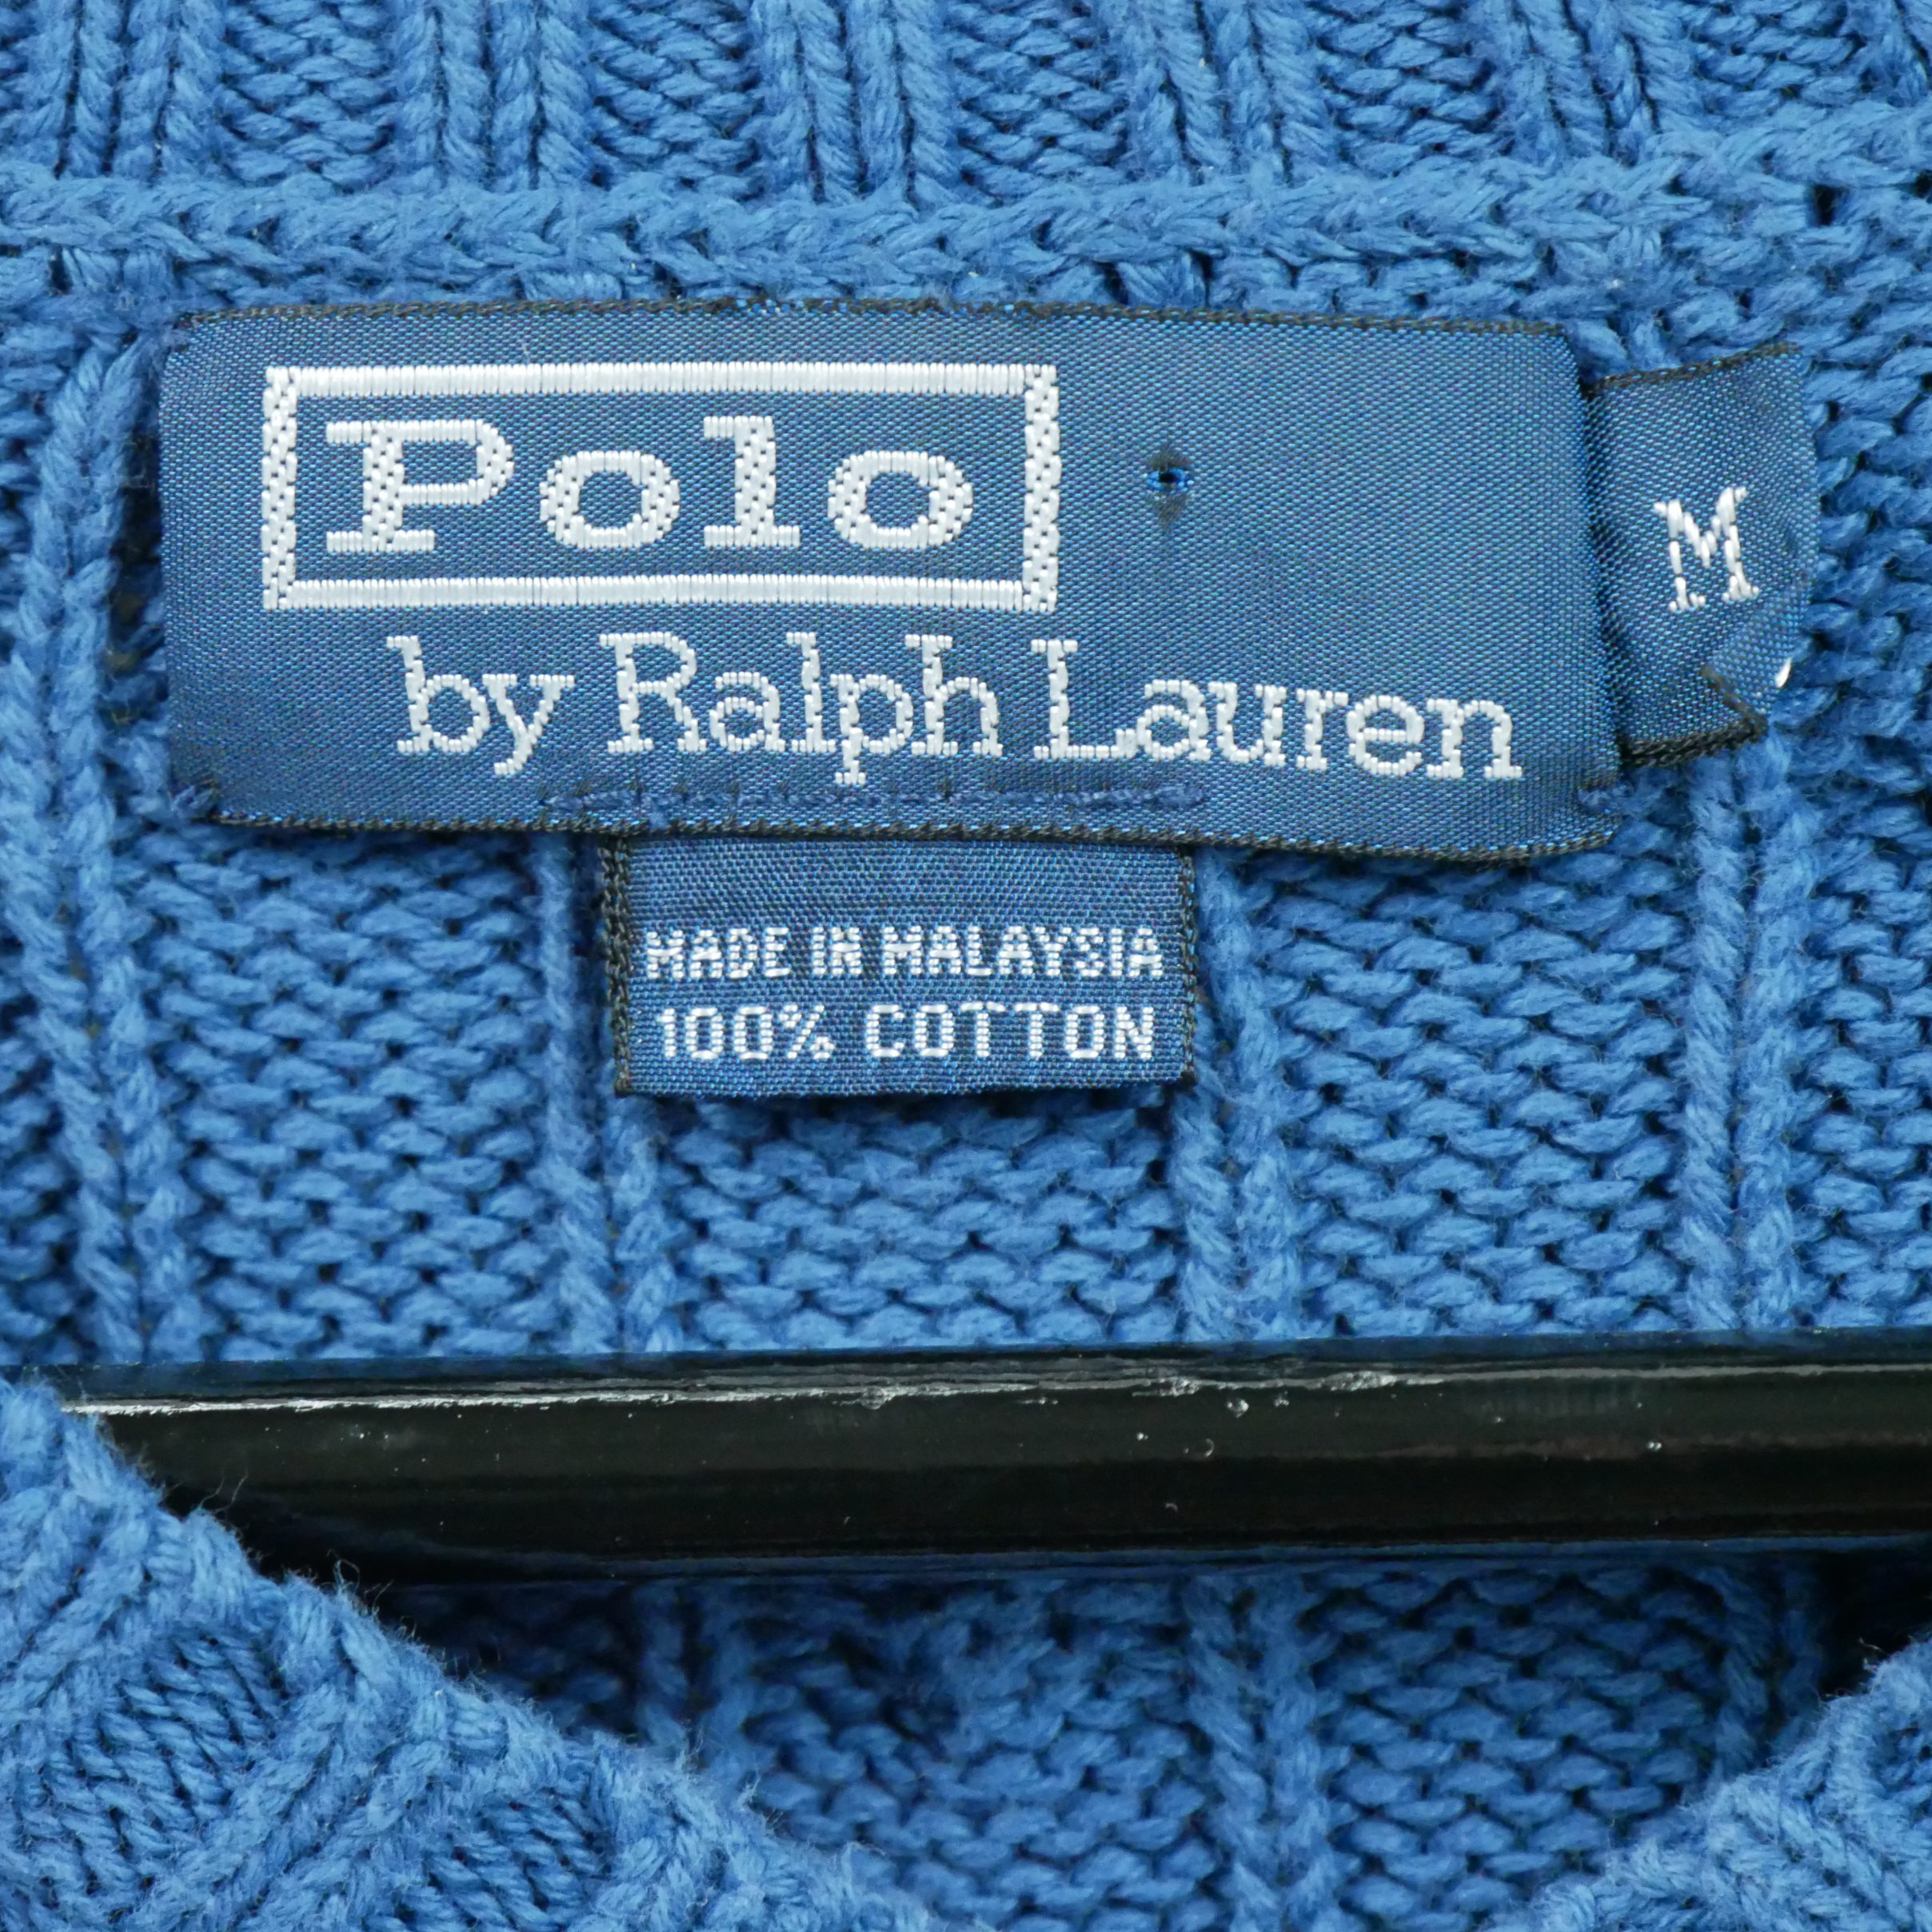 Polo
by Ralph Lauren
M
MADE IN MALAYSIA
100% COTTON